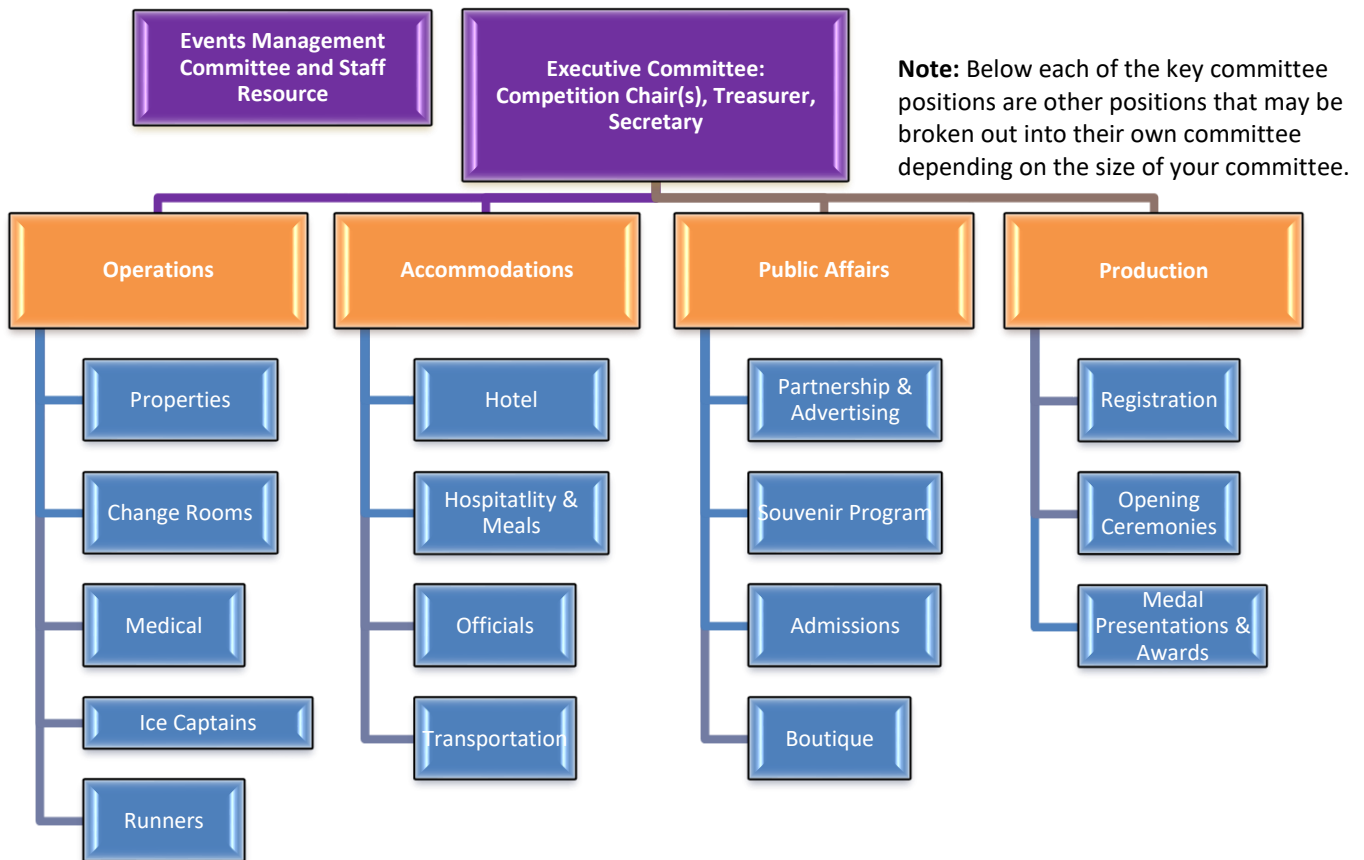 Events Management
Committee and Staff
Resource
Executive Committee:
Competition Chair(s), Treasurer,
Secretary
Note: Below each of the key committee
positions are other positions that may be
broken out into their own committee
depending on the size of your committee.
Operations
Accommodations
Public Affairs
Production
Properties
Change Rooms
Medical
Ice Captains
Runners
Hotel
Hospitatlity &
Meals
Officials
Transportation
Partnership &
Advertising
Souvenir Program
Admissions
Boutique
Registration
Opening
Ceremonies
Medal
Presentations &
Awards